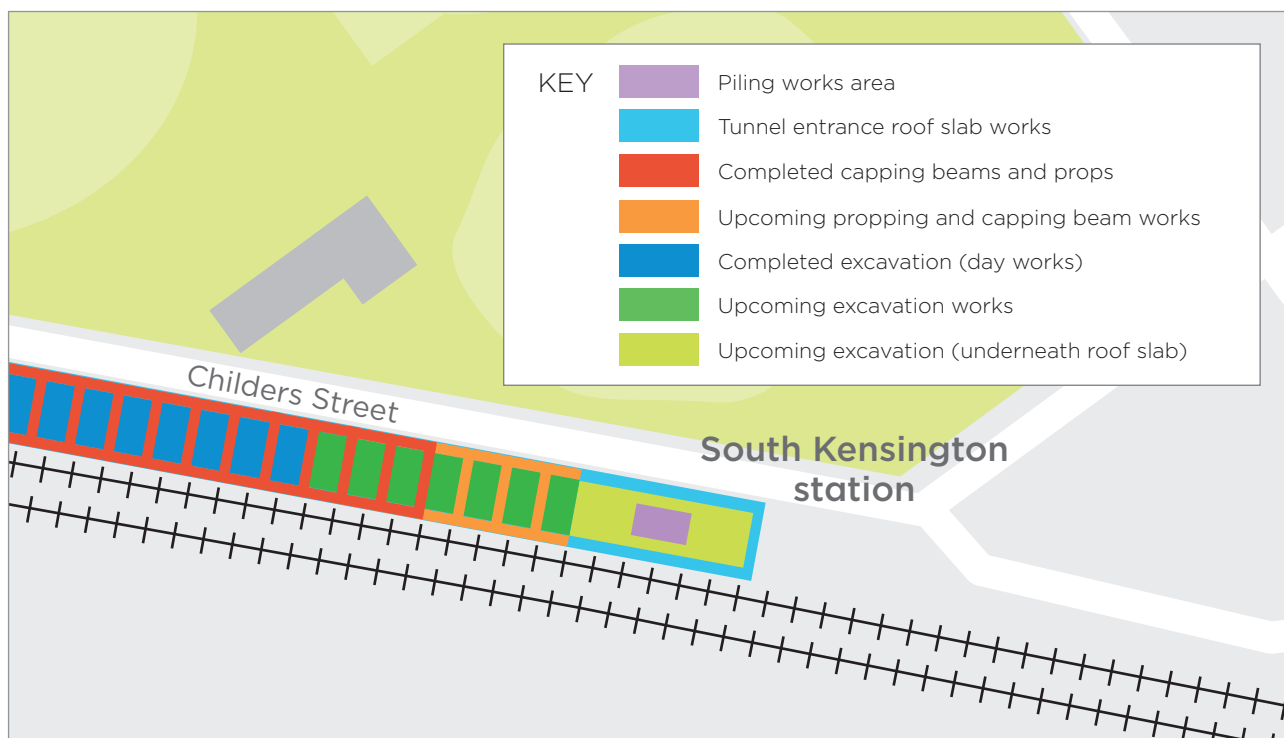 KEY
Piling works area
Tunnel entrance roof slab works
Completed capping beams and props
Upcoming propping and capping beam works
Completed excavation (day works)
Upcoming excavation works
Upcoming excavation (underneath roof slab)
Childers Street
South Kensington
station